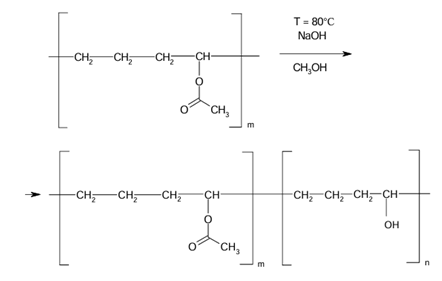 T = 80°C
NaOH
CH₃OH
CH₂ CH₂ CH₂ CH
O
O CH₃
m
CH₂ CH₂ CH₂ CH CH₂ CH₂ CH₂ CH
O OH
O CH₃
m n